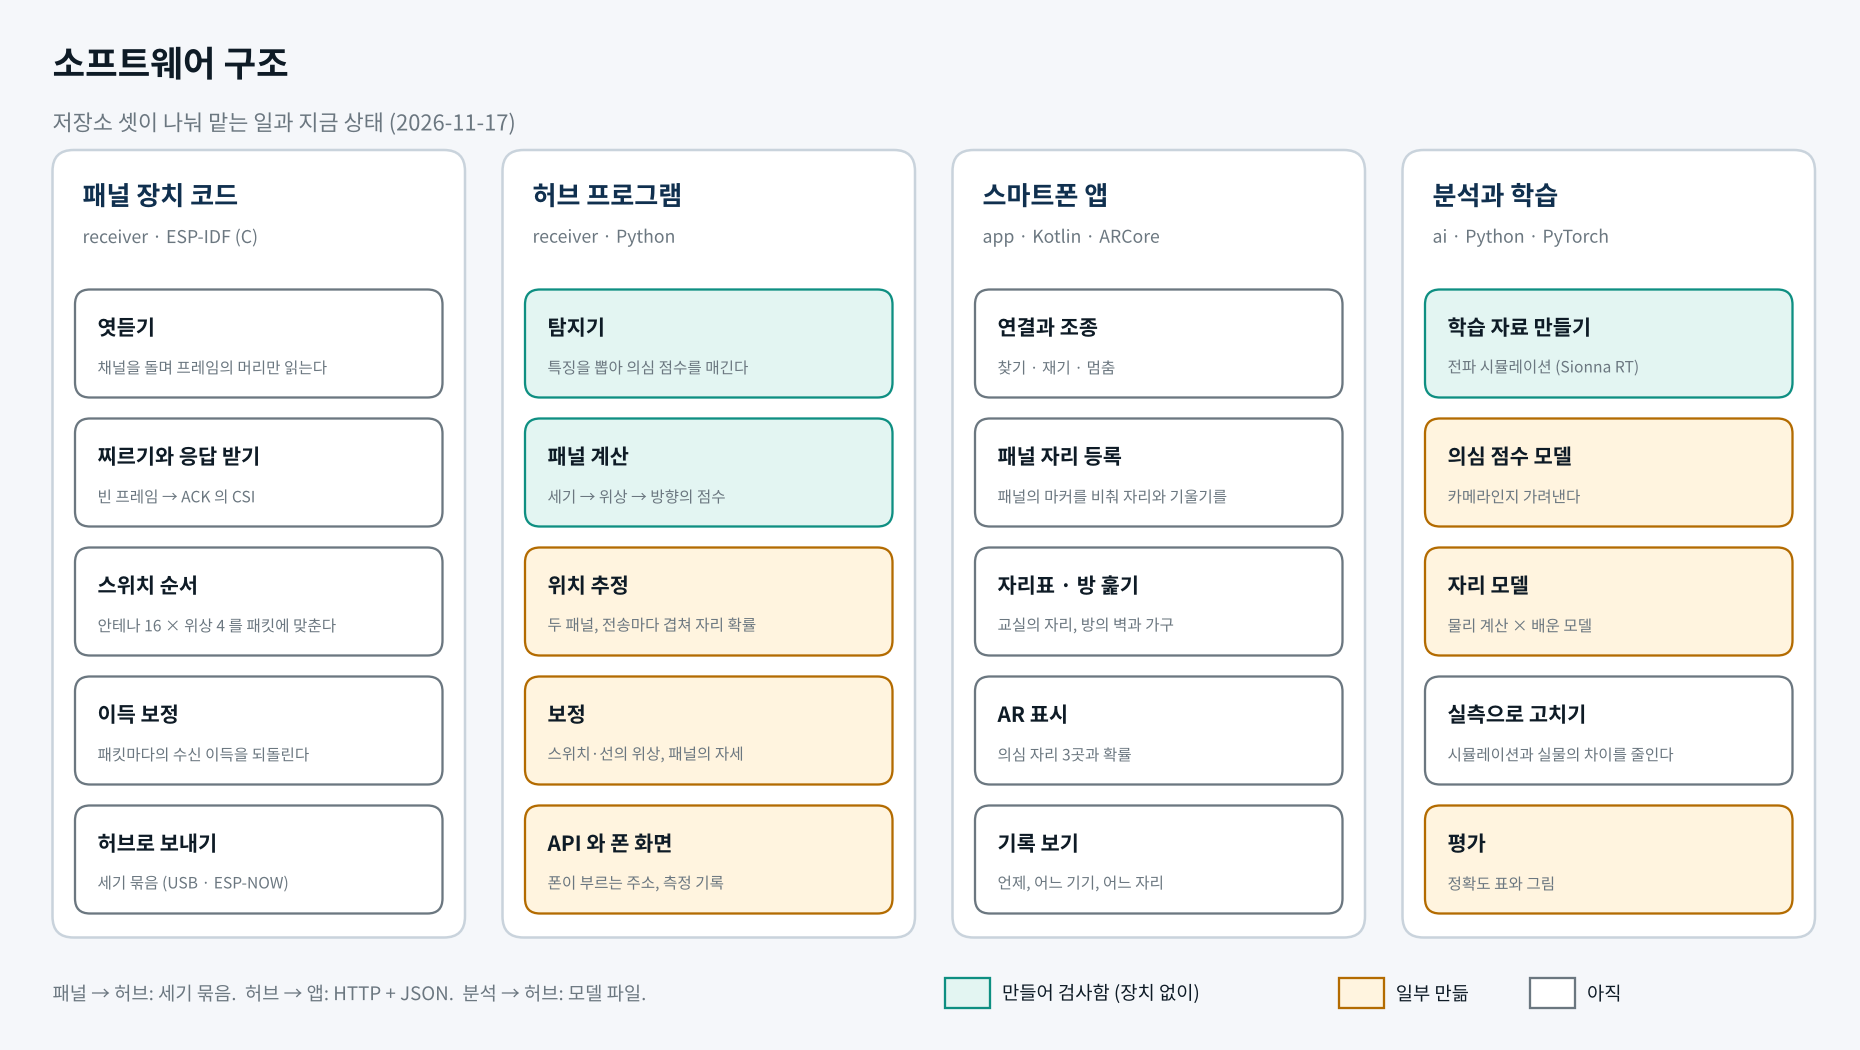 소프트웨어 구조
저장소 셋이 나눠 맡는 일과 지금 상태 (2026-11-17)
패널 장치 코드
receiver · ESP-IDF (C)
엿듣기
채널을 돌며 프레임의 머리만 읽는다
찌르기와 응답 받기
빈 프레임 → ACK 의 CSI
스위치 순서
안테나 16 × 위상 4 를 패킷에 맞춘다
이득 보정
패킷마다의 수신 이득을 되돌린다
허브로 보내기
세기 묶음 (USB · ESP-NOW)
허브 프로그램
receiver · Python
탐지기
특징을 뽑아 의심 점수를 매긴다
패널 계산
세기 → 위상 → 방향의 점수
위치 추정
두 패널, 전송마다 겹쳐 자리 확률
보정
스위치·선의 위상, 패널의 자세
API 와 폰 화면
폰이 부르는 주소, 측정 기록
스마트폰 앱
app · Kotlin · ARCore
연결과 조종
찾기 · 재기 · 멈춤
패널 자리 등록
패널의 마커를 비춰 자리와 기울기를
자리표 · 방 훑기
교실의 자리, 방의 벽과 가구
AR 표시
의심 자리 3곳과 확률
기록 보기
언제, 어느 기기, 어느 자리
분석과 학습
ai · Python · PyTorch
학습 자료 만들기
전파 시뮬레이션 (Sionna RT)
의심 점수 모델
카메라인지 가려낸다
자리 모델
물리 계산 × 배운 모델
실측으로 고치기
시뮬레이션과 실물의 차이를 줄인다
평가
정확도 표와 그림
패널 → 허브: 세기 묶음. 허브 → 앱: HTTP + JSON. 분석 → 허브: 모델 파일.
만들어 검사함 (장치 없이)
일부 만듦
아직